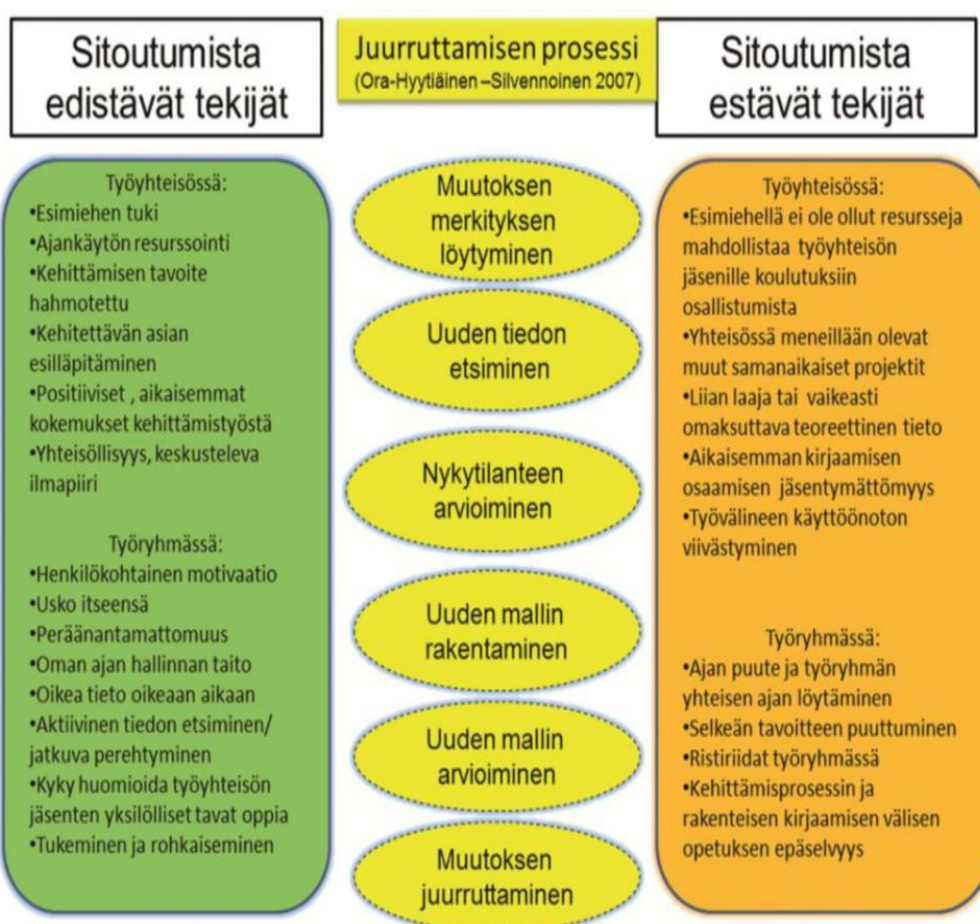 Sitoutumista
edistävät tekijät
Työyhteisössä:
•Esimiehen tuki
•Ajankäytön resurssointi
•Kehittämisen tavoite
hahmotettu
•Kehitettävän asian
esilläpitäminen
•Positiiviset , aikaisemmat
kokemukset kehittämistyöstä
•Yhteisöllisyys, keskusteleva
ilmapiiri
Työryhmässä:
•Henkilökohtainen motivaatio
•Usko itseensä
•Peräänantamattomuus
•Oman ajan hallinnan taito
•Oikea tieto oikeaan aikaan
•Aktiivinen tiedon etsiminen/
jatkuva perehtyminen
•Kyky huomioida työyhteisön
jäsenten yksilölliset tavat oppia
•Tukeminen ja rohkaiseminen
Juurruttamisen prosessi
(Ora-Hyytiäinen –Silvennoinen 2007)
Muutoksen
merkityksen
löytyminen
Uuden tiedon
etsiminen
Nykytilanteen
arvioiminen
Uuden mallin
rakentaminen
Uuden mallin
arvioiminen
Muutoksen
juurruttaminen
Sitoutumista
estävät tekijät
Työyhteisössä:
•Esimiehellä ei ole ollut resursseja
mahdollistaa työyhteisön
jäsenille koulutuksiin
osallistumista
•Yhteisössä meneillään olevat
muut samanaikaiset projektit
•Liian laaja tai vaikeasti
omaksuttava teoreettinen tieto
•Aikaisemman kirjaamisen
osaamisen jäsentymättömyys
•Työvälineen käyttöönoton
viivästyminen
Työryhmässä:
•Ajan puute ja työryhmän
yhteisen ajan löytäminen
•Selkeän tavoitteen puuttuminen
•Ristiriidat työryhmässä
•Kehittämisprosessin ja
rakenteisen kirjaamisen välisen
opetuksen epäselvyys